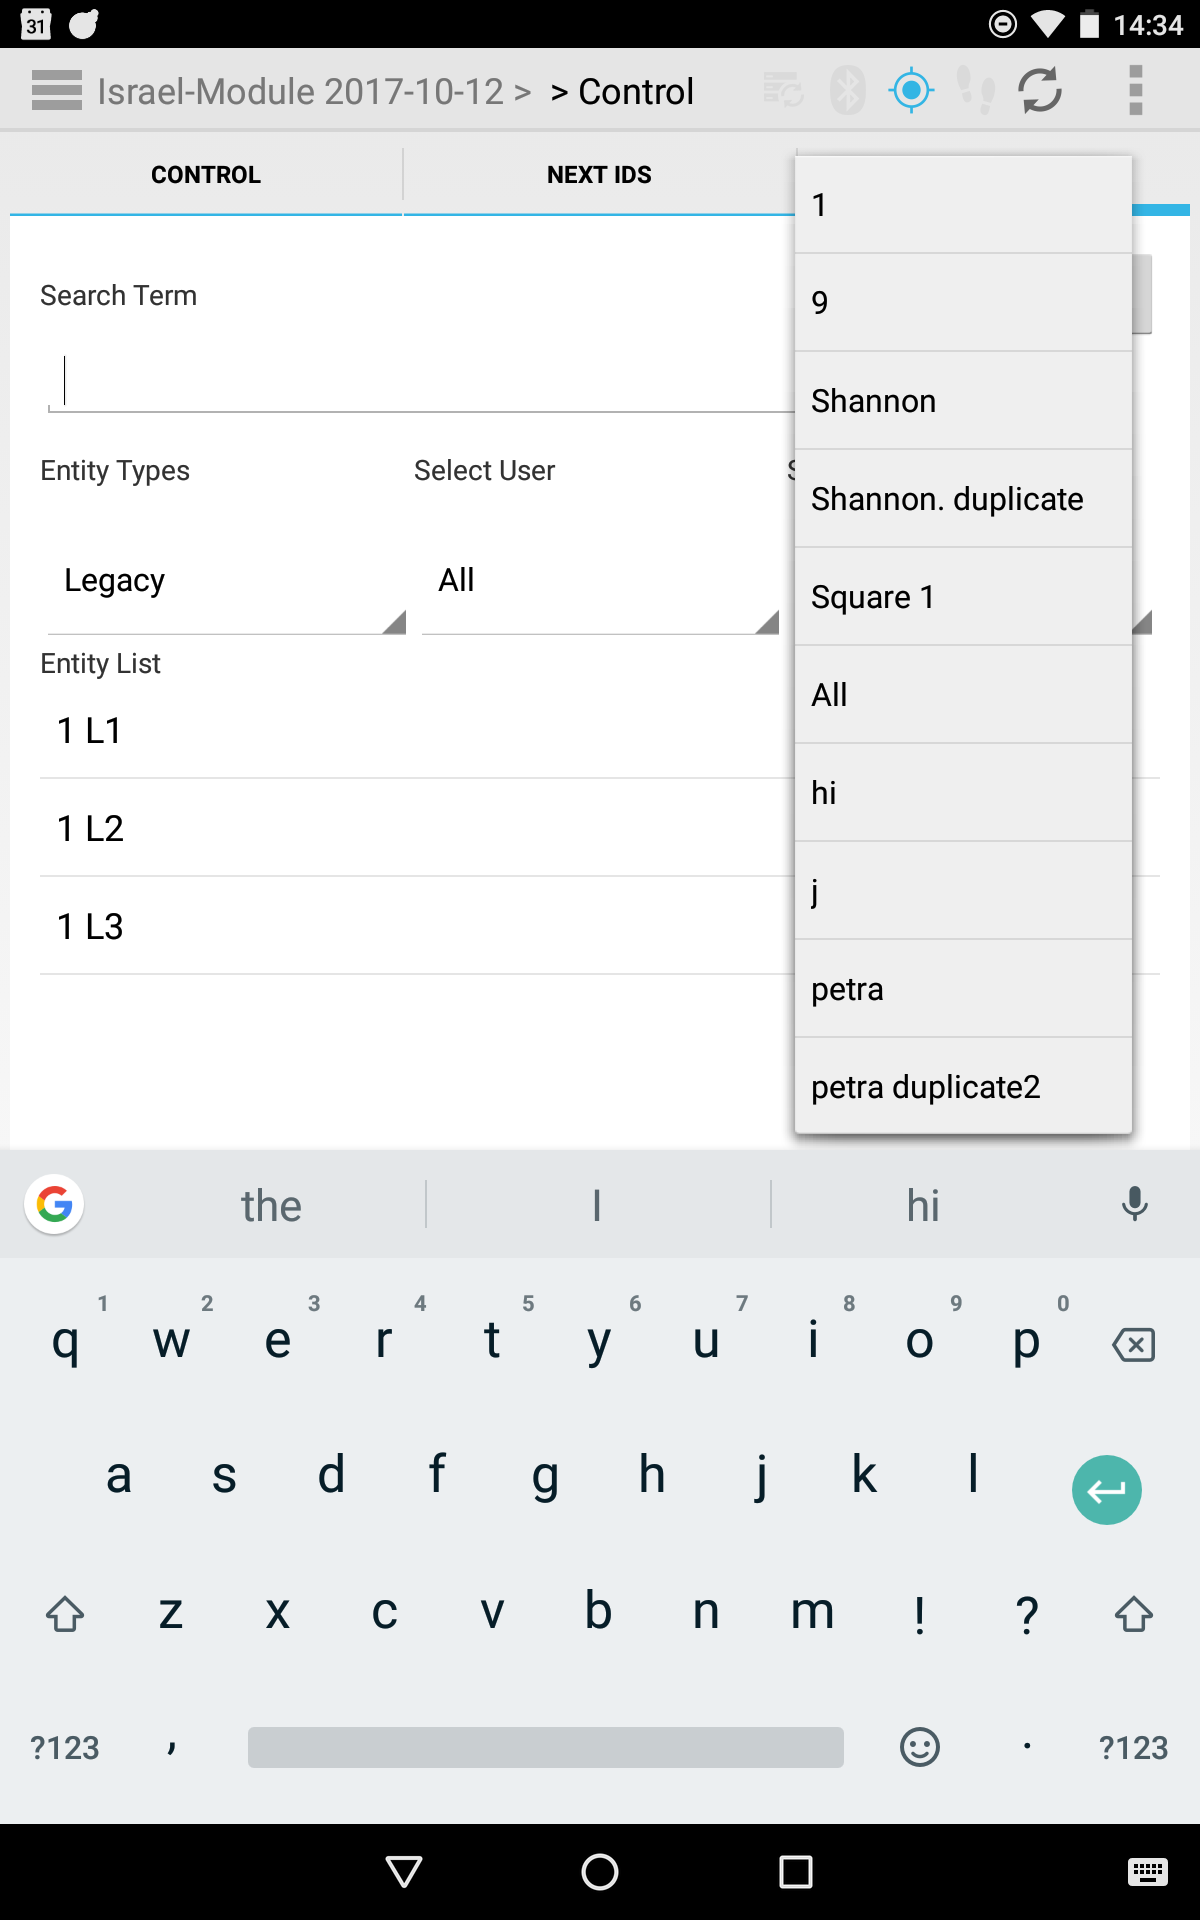 31
14:34
Israel-Module 2017-10-12 > > Control
CONTROL
NEXT IDS
Search Term
Entity Types
Select User
S
Legacy
All
Entity List
1 L1
1 L2
1 L3
1
9
Shannon
Shannon. duplicate
Square 1
All
hi
j
petra
petra duplicate2
G
the
I
hi
1 2 3 4 5 6 7 8 9 0
q w e r t y u i o p
a s d f g h j k l
z x c v b n m ! ?
?123 , . ?123